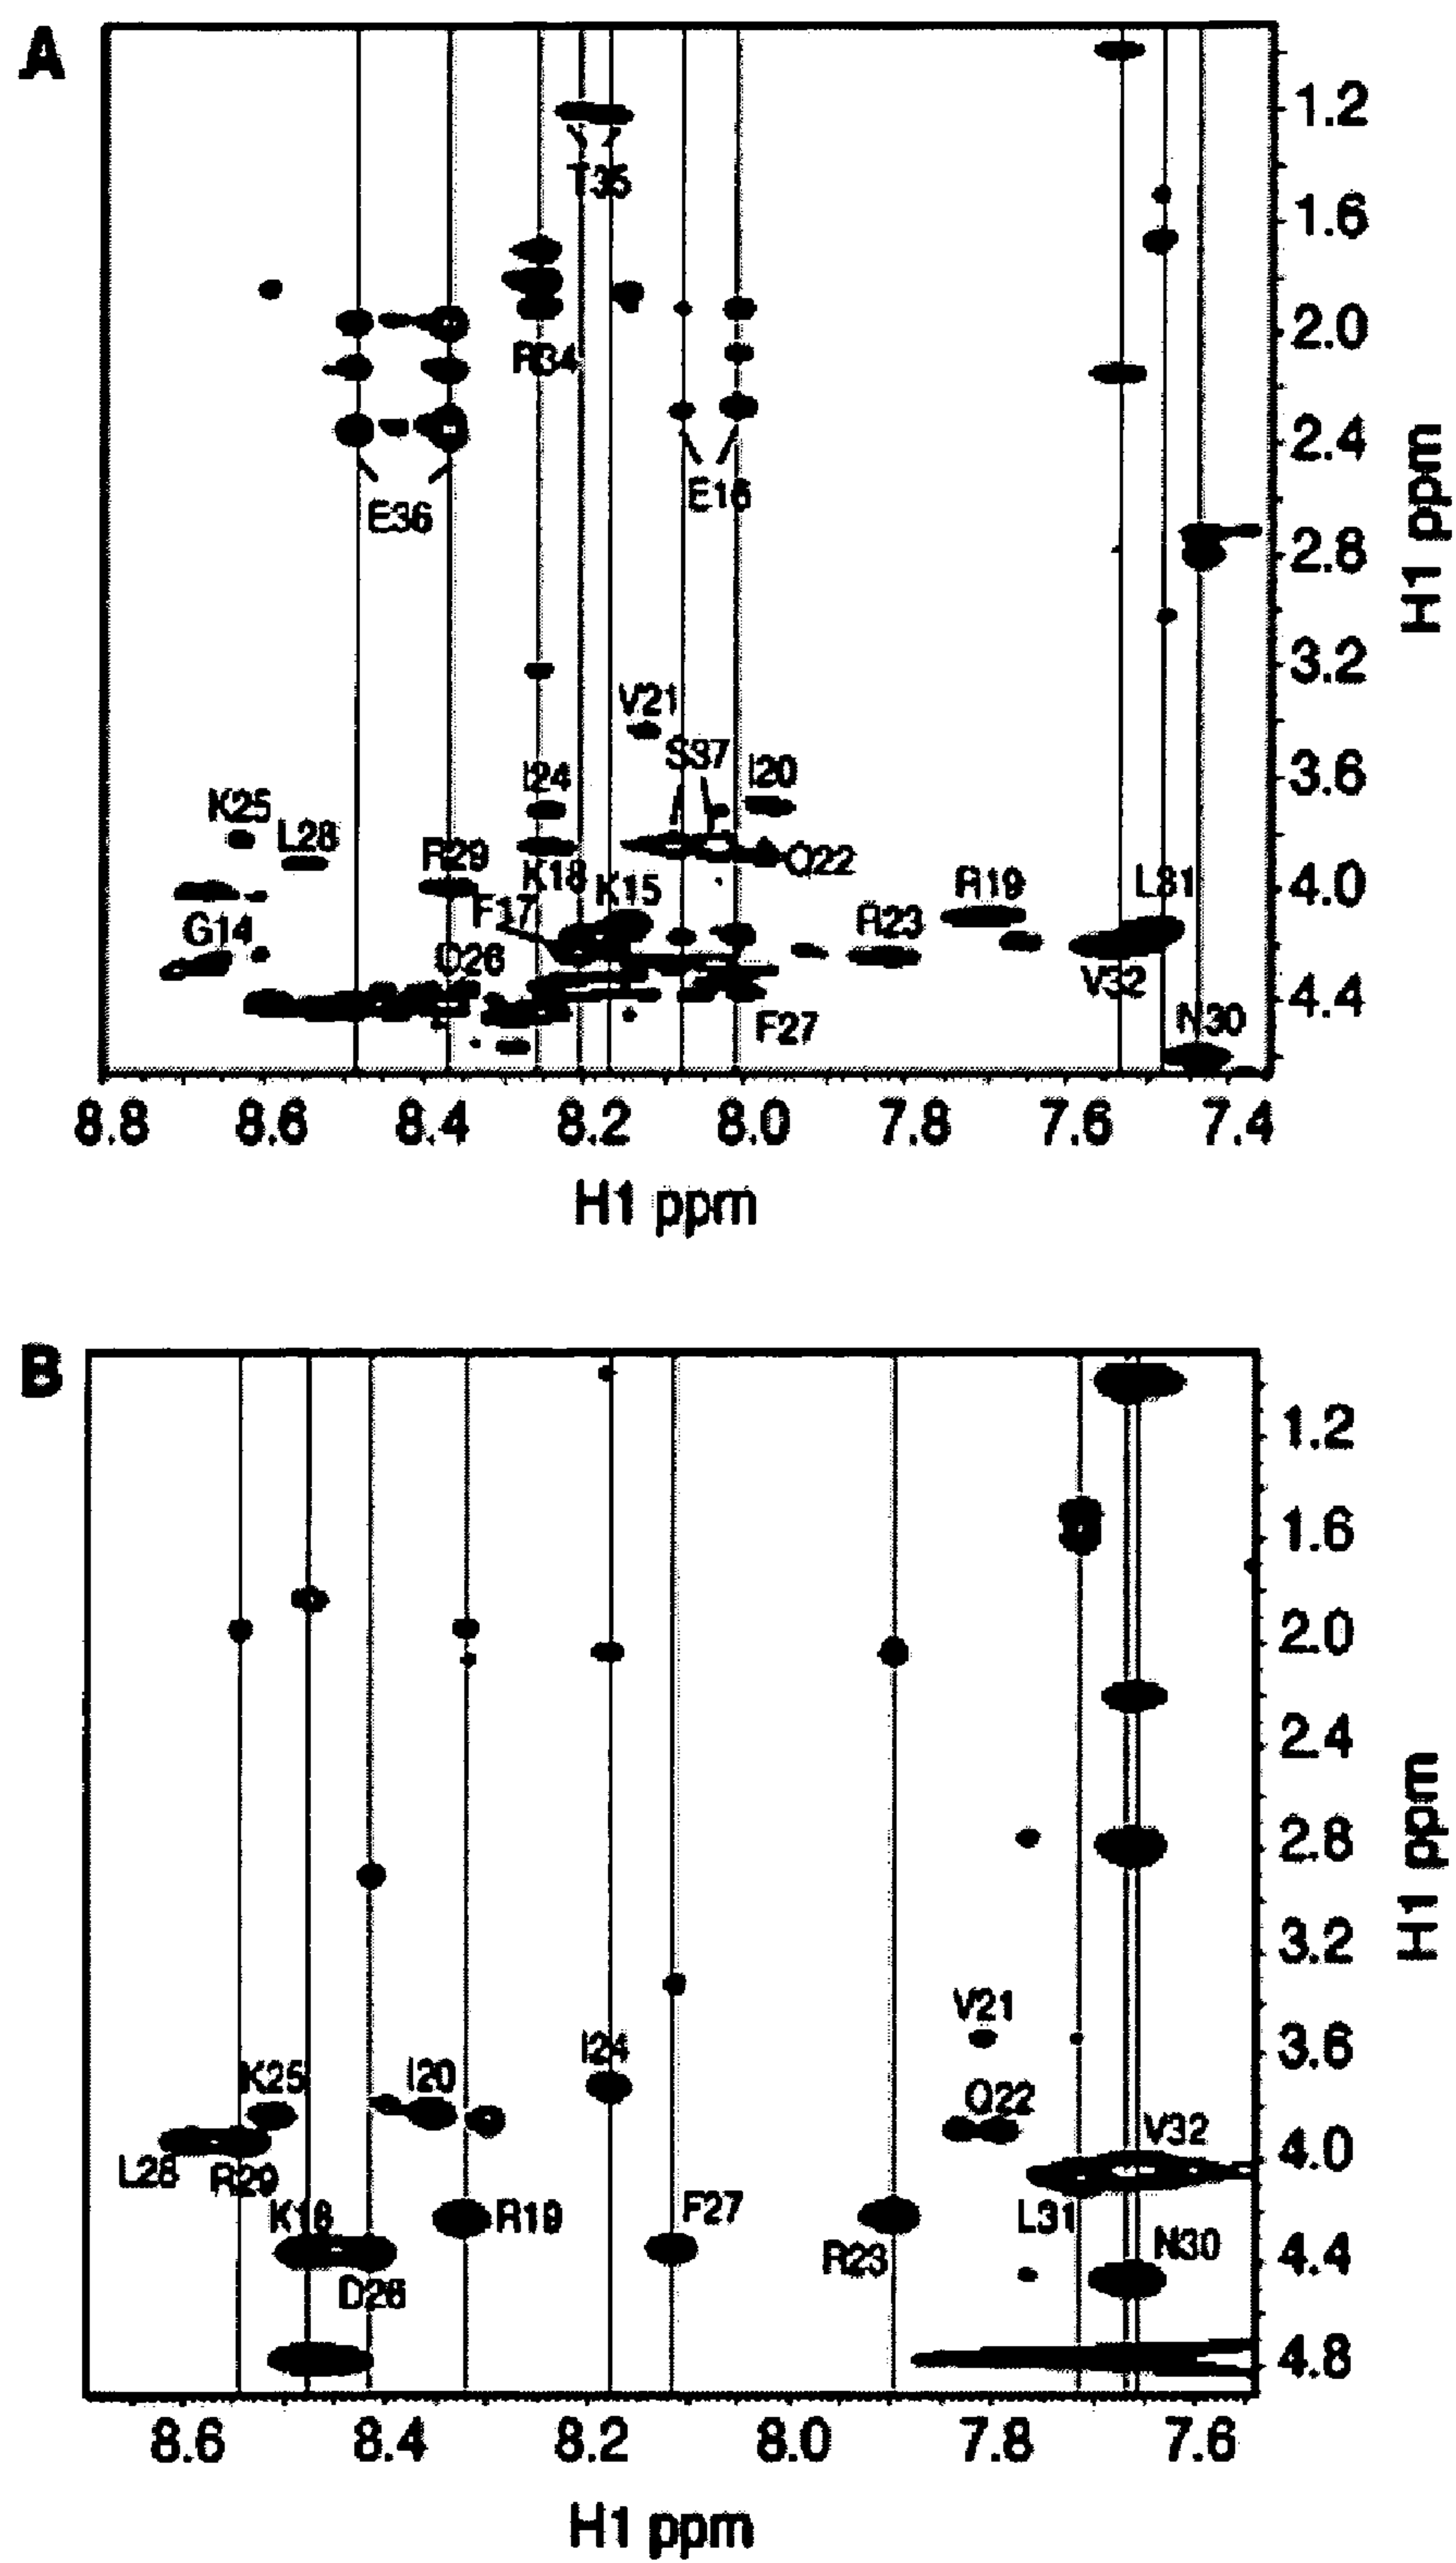 A
1.2
T35
1.6
2.0
R34
2.4
E16
E36
2.8
H1 ppm
3.2
V21
S37
I24
I20
3.6
K25
L28
R29
K18
Q22
K15
R19
L31
4.0
F17
G14
R23
D26
V32
4.4
F27
N30
8.8 8.6 8.4 8.2 8.0 7.8 7.6 7.4
H1 ppm
B
1.2
1.6
2.0
2.4
2.8
H1 ppm
3.2
V21
3.6
I24
K25
I20
Q22
V32
4.0
L28
R29
K18
R19
F27
L31
R23
N30
4.4
D26
4.8
8.6 8.4 8.2 8.0 7.8 7.6
H1 ppm